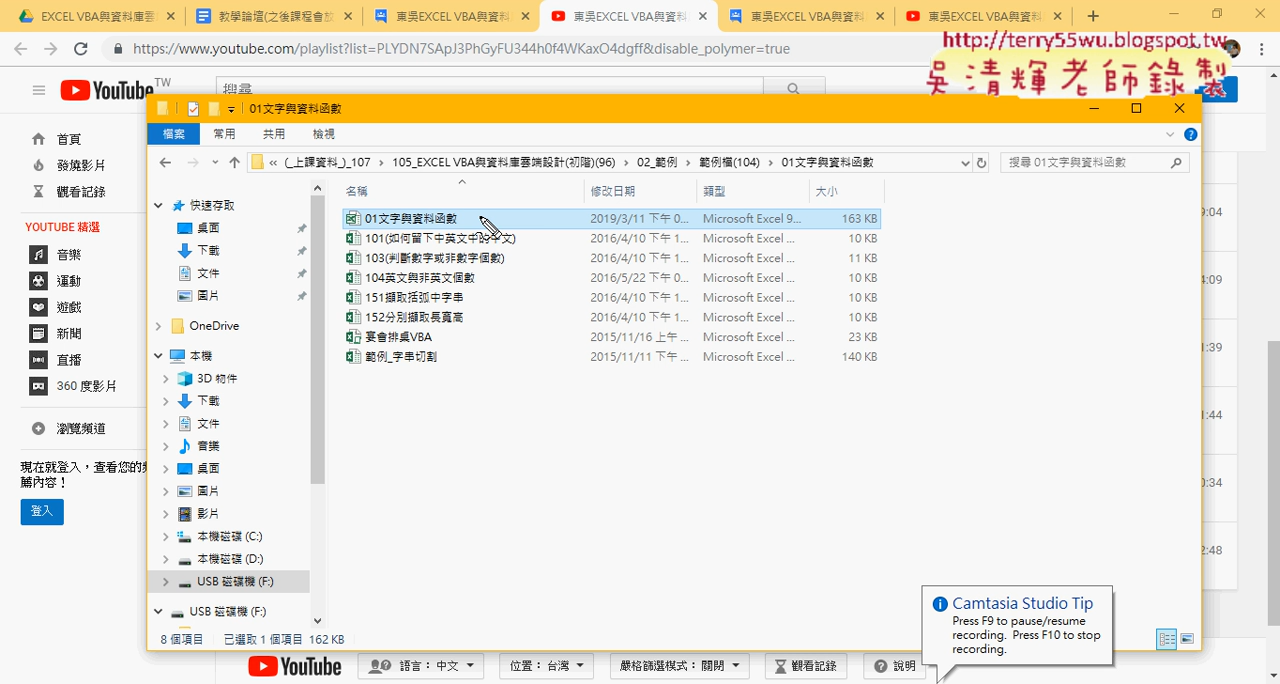 EXCEL VBA與資料庫雲
教學論壇(之後課程會放
東吳EXCEL VBA與資料
東吳EXCEL VBA與資料
東吳EXCEL VBA與資料
東吳EXCEL VBA與資料
https://www.youtube.com/playlist?list=PLYDN7SApJ3PhGyFU344h0f4WKaxO4dgff&disable_polymer=true
http://terry55wu.blogspot.tw
吳清輝老師錄製
YouTube TW
搜尋
首頁
發燒影片
觀看記錄
YOUTUBE 精選
音樂
運動
遊戲
新聞
直播
360 度影片
瀏覽頻道
現在就登入，查看您的
薦內容！
登入
01文字與資料函數
檔案
常用
共用
檢視
« (_上課資料_)_107 › 105_EXCEL VBA與資料庫雲端設計(初階)(96) › 02_範例 › 範例檔(104) › 01文字與資料函數
搜尋 01文字與資料函數
快速存取
桌面
下載
文件
圖片
OneDrive
本機
3D 物件
下載
文件
音樂
桌面
圖片
影片
本機磁碟 (C:)
本機磁碟 (D:)
USB 磁碟機 (F:)
USB 磁碟機 (F:)
名稱 修改日期 類型 大小
01文字與資料函數 2019/3/11 下午 0... Microsoft Excel 9... 163 KB
101(如何留下中英文中的中文) 2016/4/10 下午 1... Microsoft Excel ... 10 KB
103(判斷數字或非數字個數) 2016/4/10 下午 1... Microsoft Excel ... 11 KB
104英文與非英文個數 2016/5/22 下午 0... Microsoft Excel ... 10 KB
151擷取括弧中字串 2016/4/10 下午 1... Microsoft Excel ... 10 KB
152分別擷取長寬高 2016/4/10 下午 1... Microsoft Excel ... 10 KB
宴會排桌VBA 2015/11/16 上午 ... Microsoft Excel ... 23 KB
範例_字串切割 2015/11/11 下午 ... Microsoft Excel ... 140 KB
8 個項目 已選取 1 個項目 162 KB
:04
:09
:39
:44
:34
:48
Camtasia Studio Tip
Press F9 to pause/resume
recording. Press F10 to stop
recording.
YouTube
語言：中文
位置：台灣
嚴格篩選模式：關閉
觀看記錄
說明